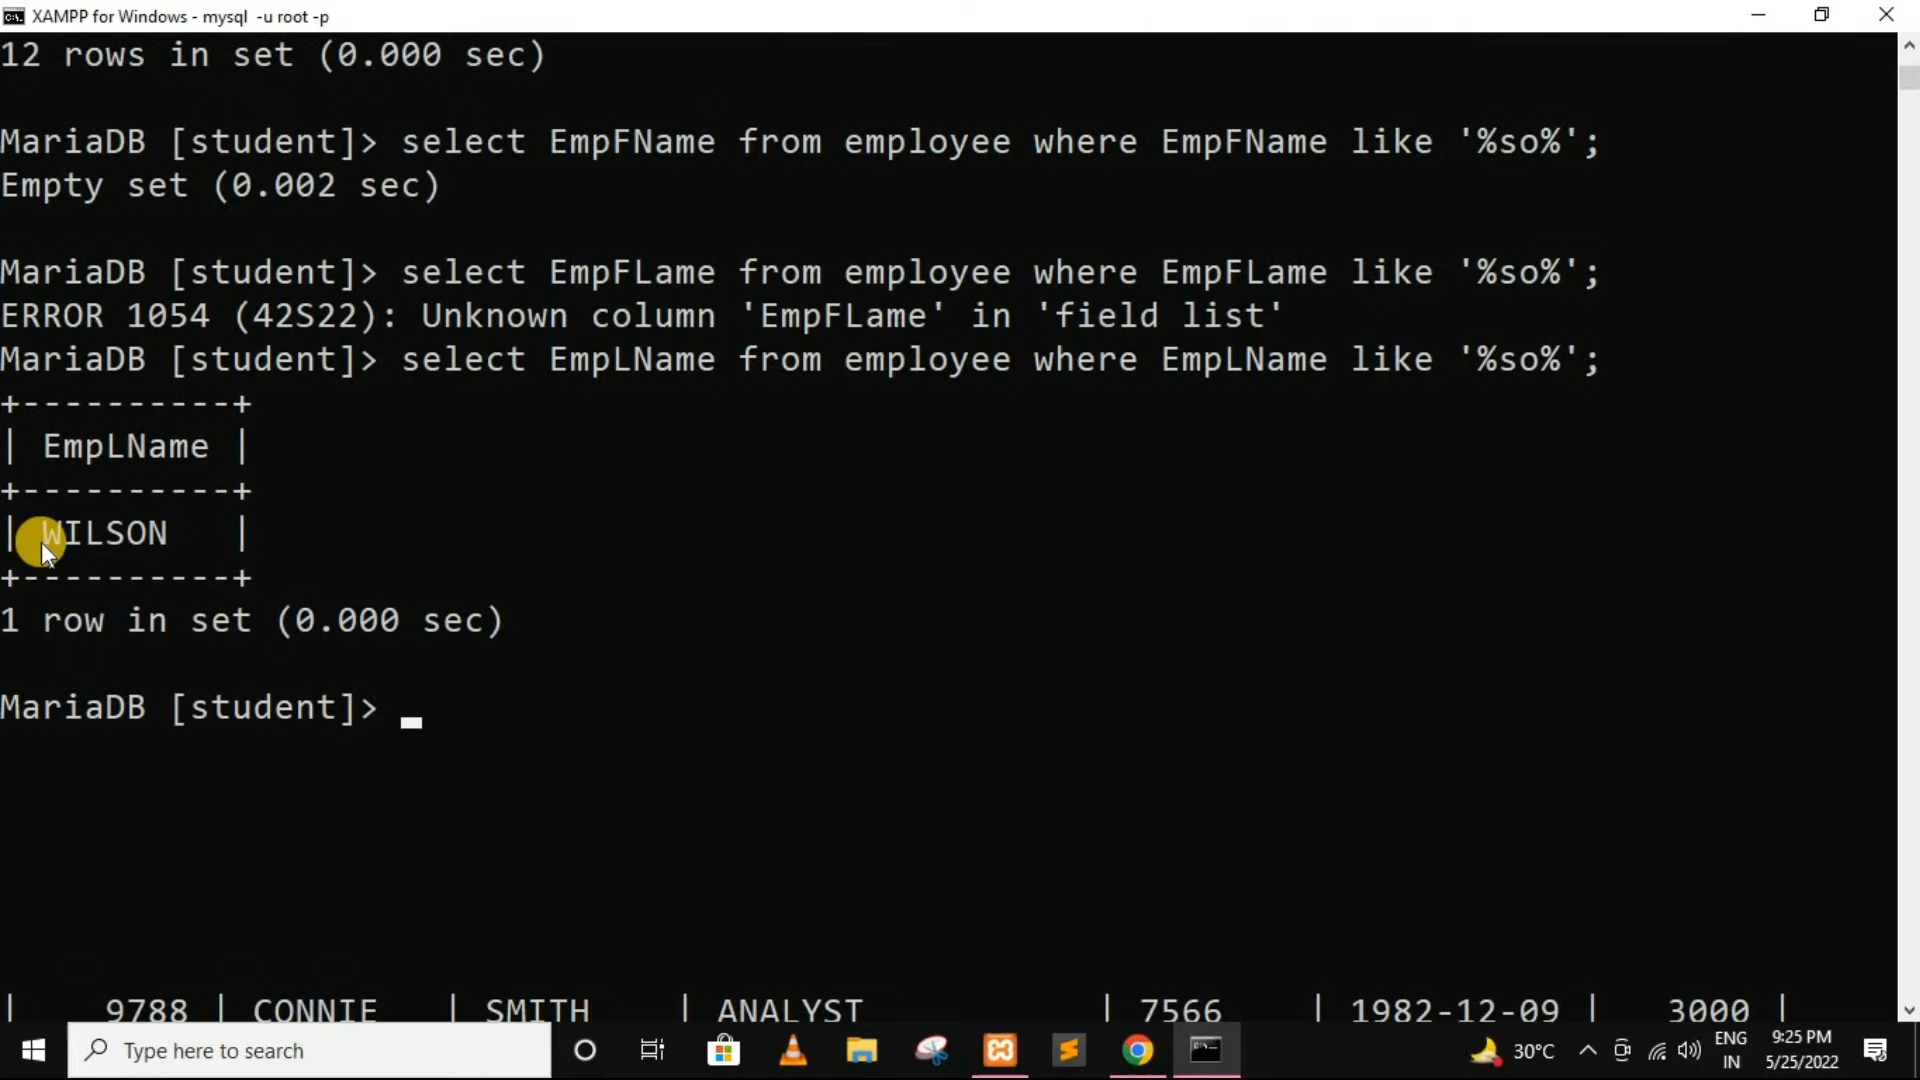 XAMPP for Windows - mysql  -u root -p
12 rows in set (0.000 sec)
MariaDB [student]> select EmpFName from employee where EmpFName like '%so%';
Empty set (0.002 sec)
MariaDB [student]> select EmpFLame from employee where EmpFLame like '%so%';
ERROR 1054 (42S22): Unknown column 'EmpFLame' in 'field list'
MariaDB [student]> select EmpLName from employee where EmpLName like '%so%';
+----------+
| EmpLName |
+----------+
| WILSON   |
+----------+
1 row in set (0.000 sec)
MariaDB [student]>
|    9788 | CONNIE   | SMITH    | ANALYST           | 7566    | 1982-12-09 |   3000 |
Type here to search
30°C
ENG
IN
9:25 PM
5/25/2022